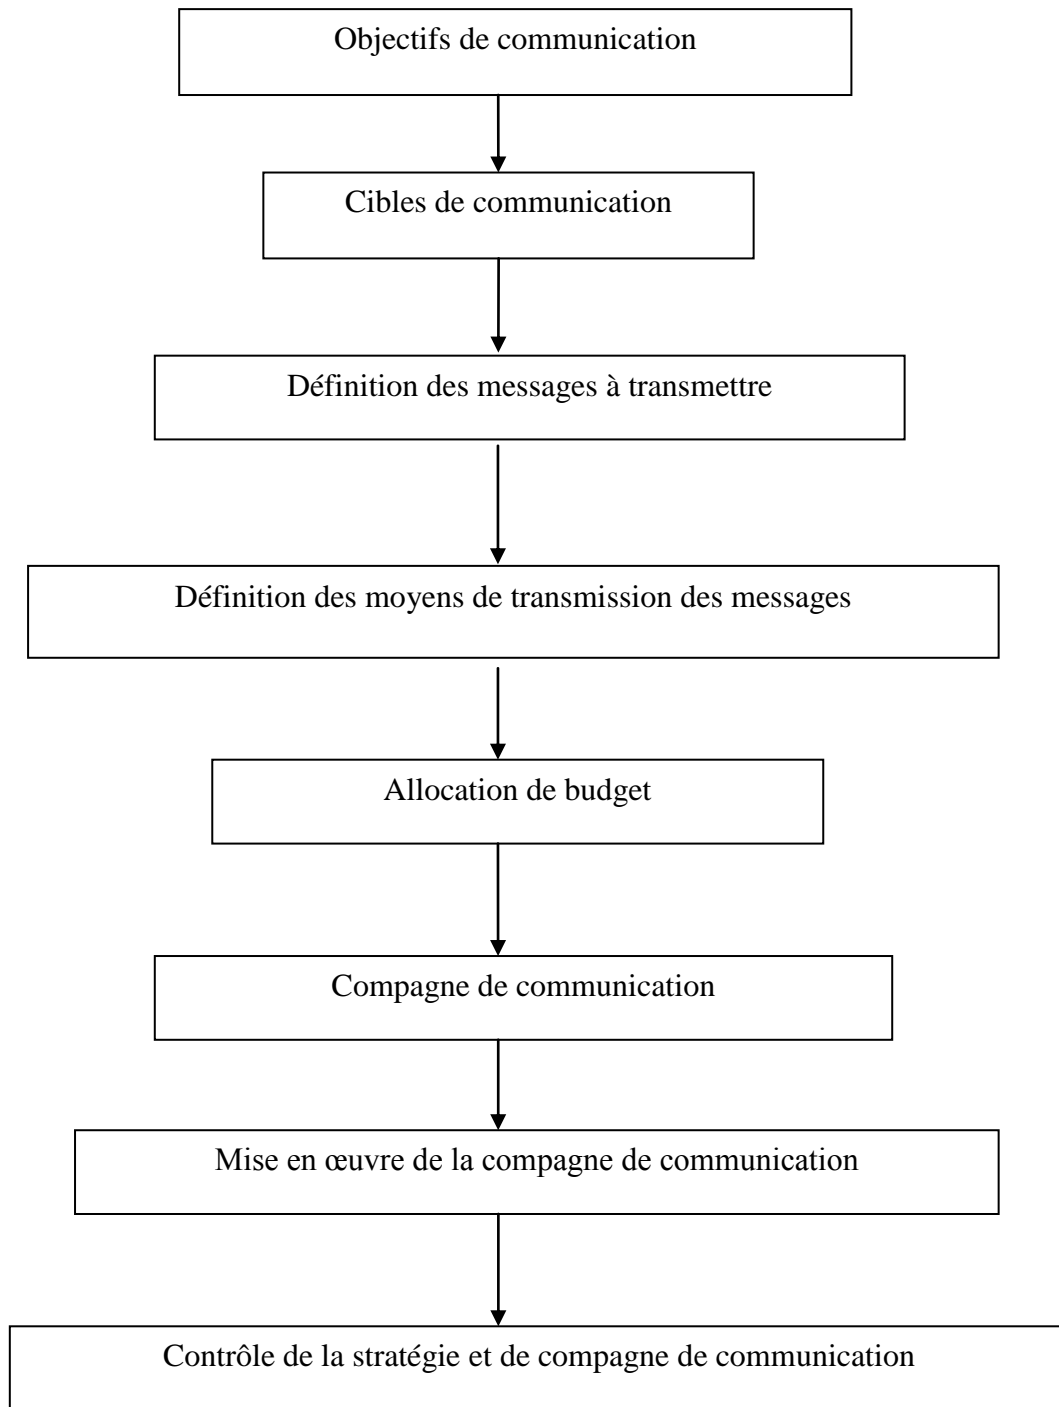 Objectifs de communication
Cibles de communication
Définition des messages à transmettre
Définition des moyens de transmission des messages
Allocation de budget
Compagne de communication
Mise en œuvre de la compagne de communication
Contrôle de la stratégie et de compagne de communication